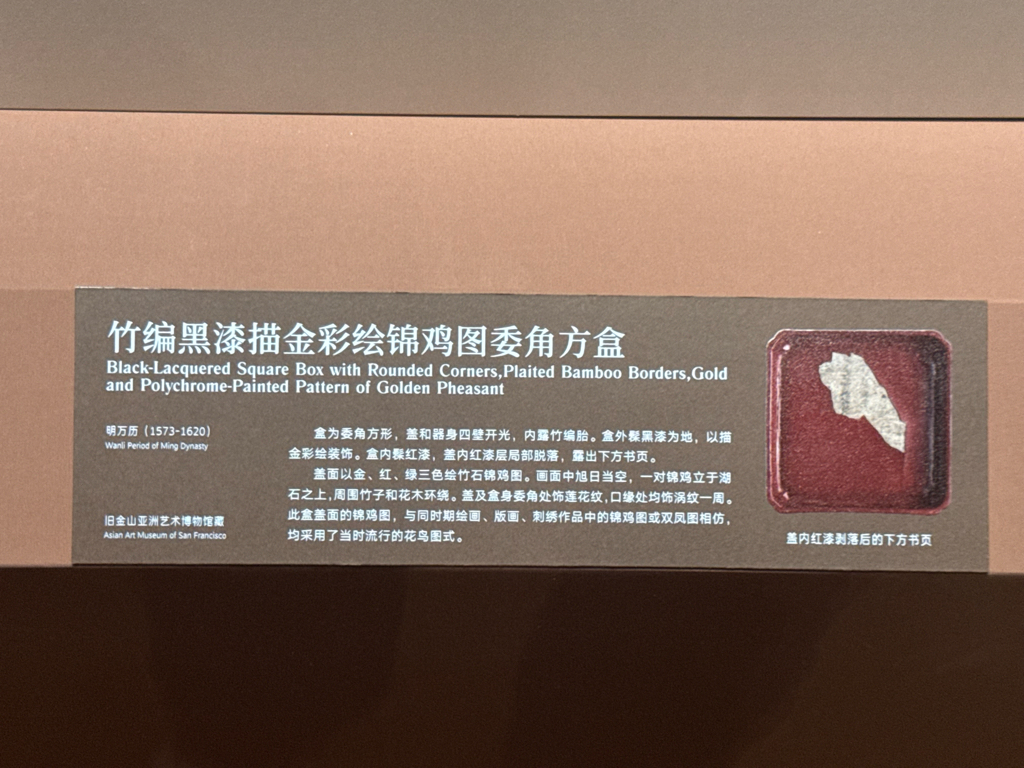 竹编黑漆描金彩绘锦鸡图委角方盒
Black-Lacquered Square Box with Rounded Corners,Plaited Bamboo Borders,Gold
and Polychrome-Painted Pattern of Golden Pheasant
明万历（1573-1620）
Wanli Period of Ming Dynasty
旧金山亚洲艺术博物馆藏
Asian Art Museum of San Francisco
盒为委角方形，盖和器身四壁开光，内露竹编胎。盒外髹黑漆为地，以描
金彩绘装饰。盒内髹红漆，盖内红漆层局部脱落，露出下方书页。
盖面以金、红、绿三色绘竹石锦鸡图。画面中旭日当空，一对锦鸡立于湖
石之上，周围竹子和花木环绕。盖及盒身委角处饰莲花纹，口缘处均饰涡纹一周。
此盒盖面的锦鸡图，与同时期绘画、版画、刺绣作品中的锦鸡图或双凤图相仿，
均采用了当时流行的花鸟图式。
盖内红漆剥落后的下方书页